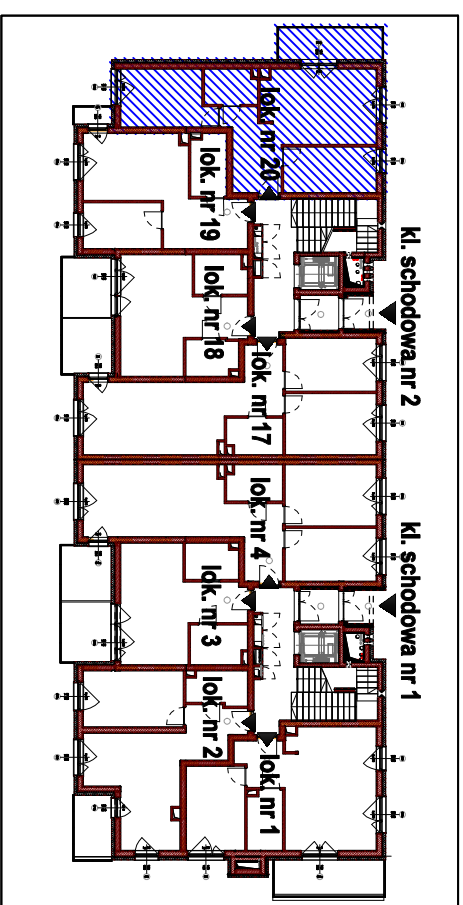 kl. schodowa nr 2
kl. schodowa nr 1
lok. nr 20
lok. nr 19
lok. nr 18
lok. nr 17
lok. nr 4
lok. nr 3
lok. nr 2
lok. nr 1